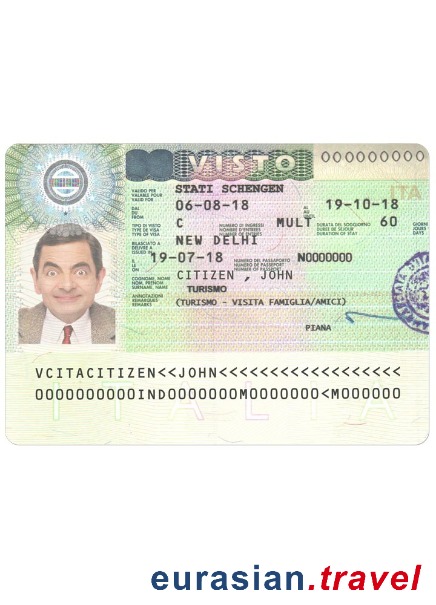 VISTO
000000000
STATI SCHENGEN
VALIDO PER
VALABLE POUR
VALID FOR
ITA
06-08-18
19-10-18
DAL
DU
FROM
AL
AU
C
MULT
60
TIPO DI VISTO
TYPE DE VISA
TYPE OF VISA
NUMERO DI INGRESSI
NOMBRE D'ENTREES
NUMBER OF ENTRIES
DURATA DEL SOGGIORNO
DUREE DE SEJOUR
DURATION OF STAY
GIORNI
JOURS
DAYS
NEW DELHI
RILASCIATO A
DELIVRE A
ISSUED IN
19-07-18
N0000000
IL
LE
ON
NUMERO DEL PASSAPORTO
NUMERO DU PASSEPORT
NUMBER OF PASSPORT
CITIZEN , JOHN
COGNOME, NOME
NOM, PRENOM
SURNAME, NAME
TURISMO
ANNOTAZIONI
REMARQUES
REMARKS
(TURISMO - VISITA FAMIGLIA/AMICI)
PIANA
VCITACITIZEN<<JOHN<<<<<<<<<<<<<<<<<<
0000000000IND0000000M0000000<M000000
ITALIA
eurasian.travel